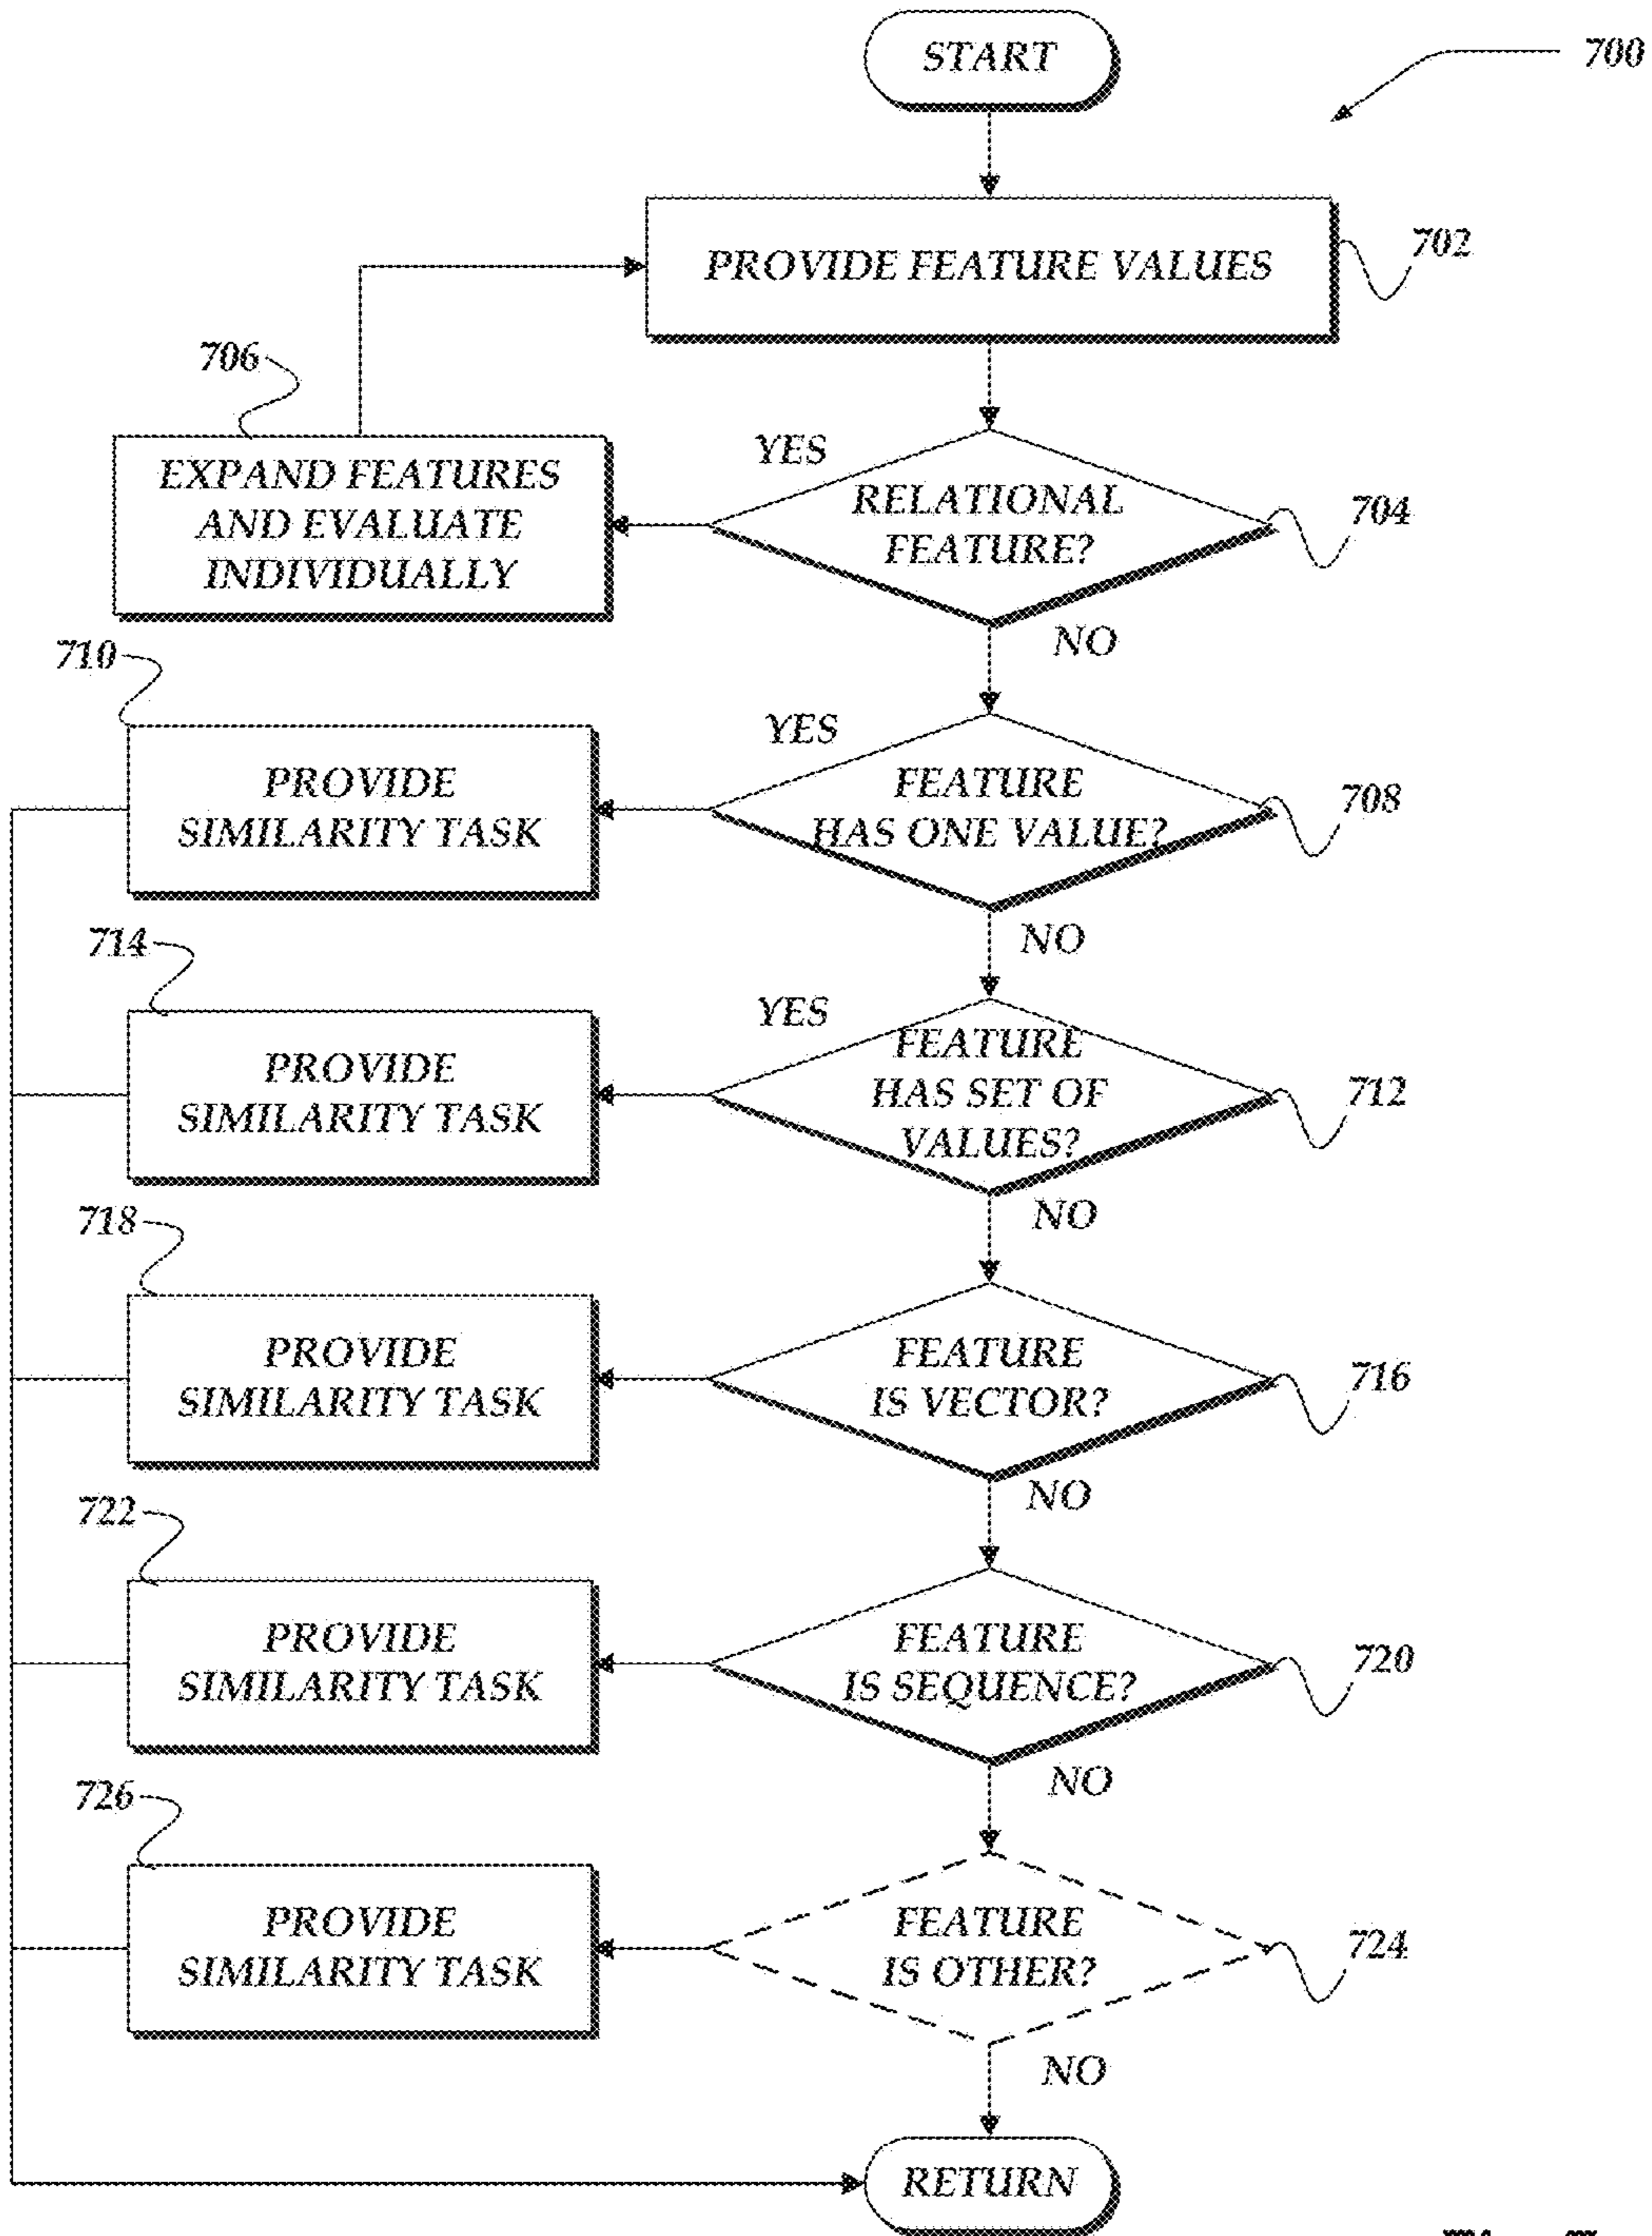 START
700
PROVIDE FEATURE VALUES
702
706
YES
EXPAND FEATURES
AND EVALUATE
INDIVIDUALLY
RELATIONAL
FEATURE?
704
NO
710
YES
PROVIDE
SIMILARITY TASK
FEATURE
HAS ONE VALUE?
708
NO
714
YES
PROVIDE
SIMILARITY TASK
FEATURE
HAS SET OF
VALUES?
712
NO
718
PROVIDE
SIMILARITY TASK
FEATURE
IS VECTOR?
716
NO
722
PROVIDE
SIMILARITY TASK
FEATURE
IS SEQUENCE?
720
NO
726
PROVIDE
SIMILARITY TASK
FEATURE
IS OTHER?
724
NO
RETURN